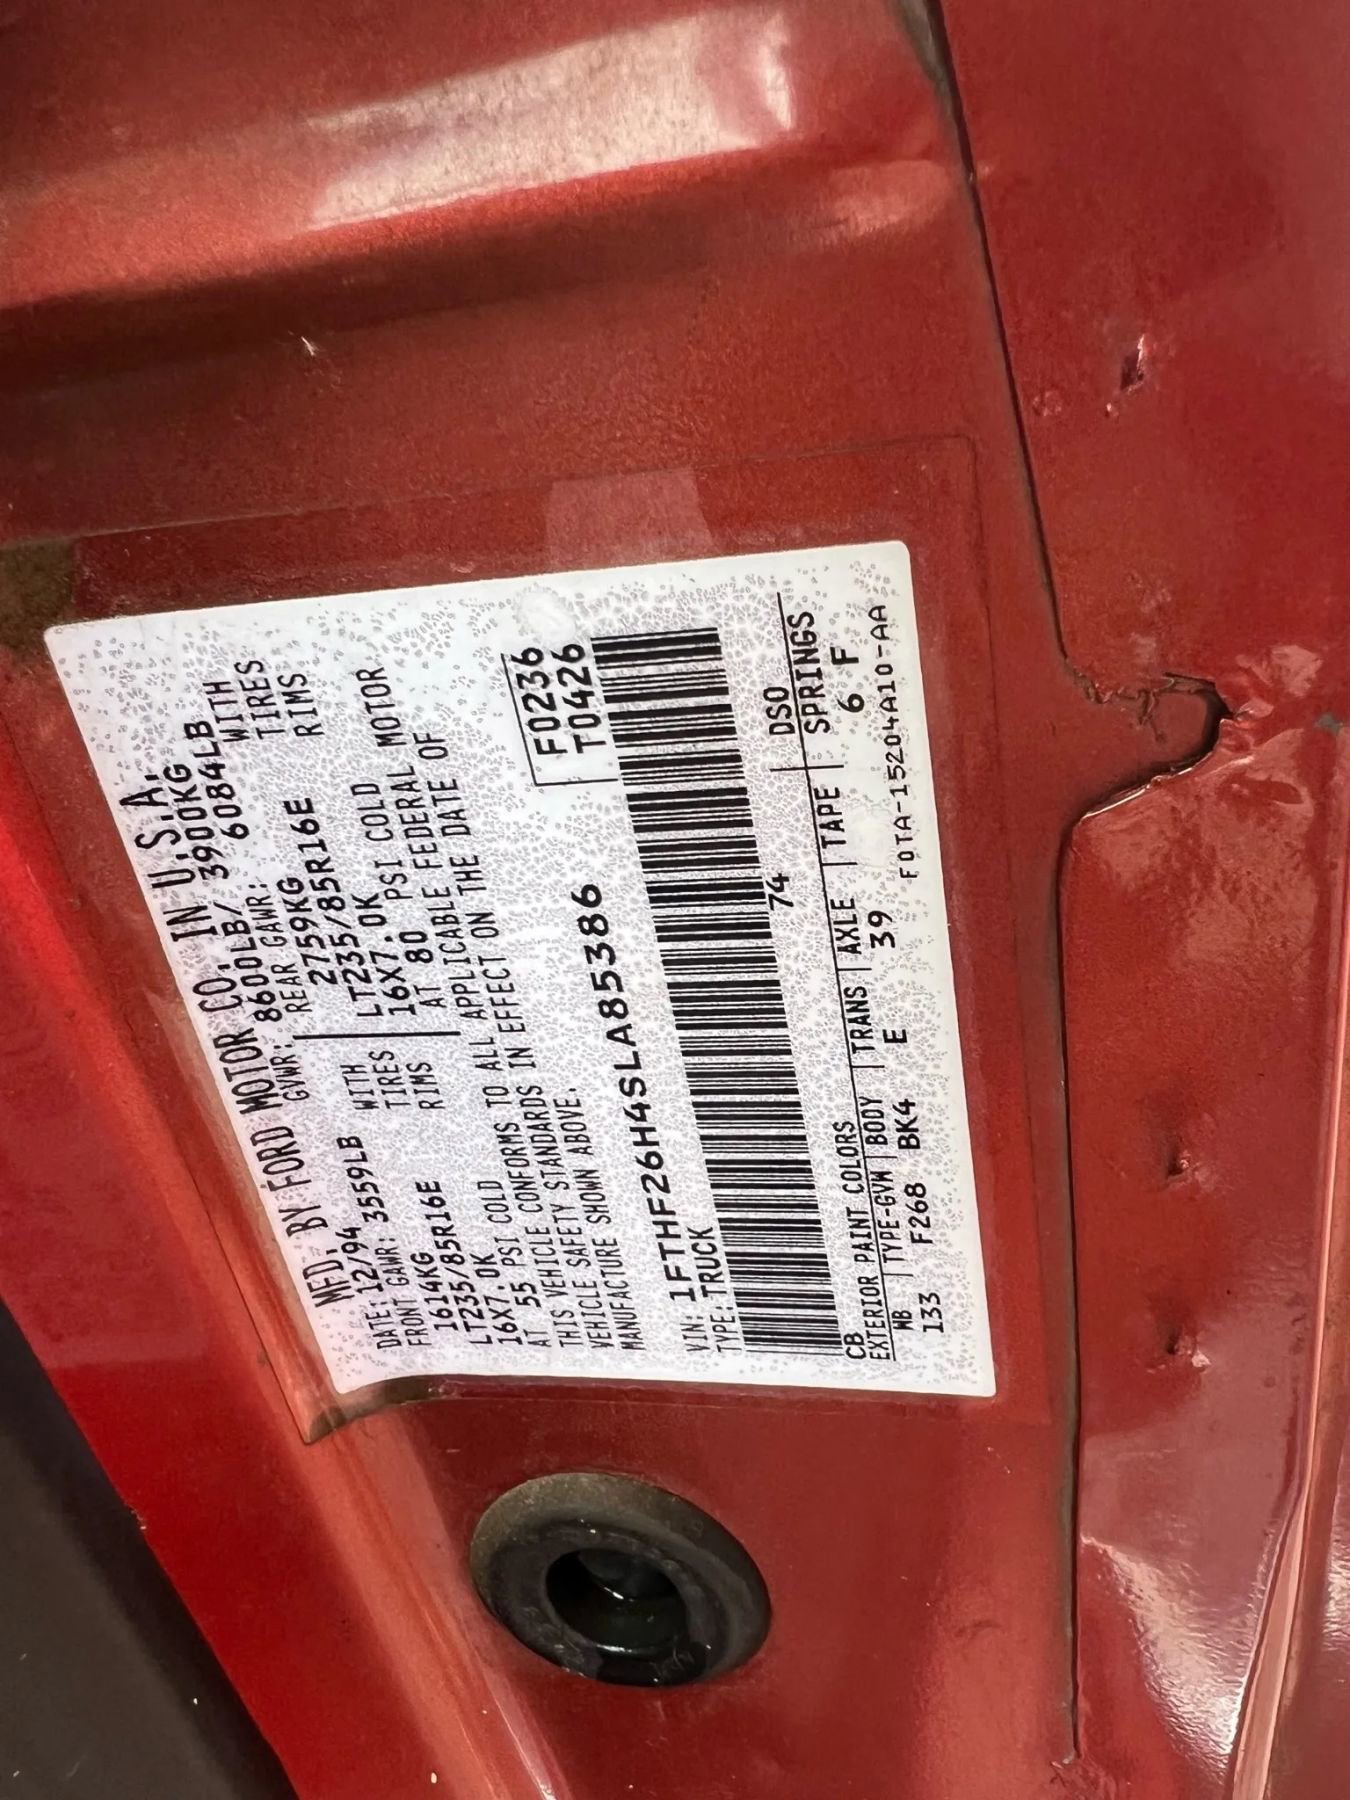 MFD. BY FORD MOTOR CO. IN U.S.A.
DATE: 12/94 GVWR: 8600LB/ 3900KG
FRONT GAWR: 3559LB REAR GAWR: 6084LB
1614KG WITH 2759KG WITH
LT235/85R16E TIRES LT235/85R16E TIRES
16X7.0K RIMS 16X7.0K RIMS
AT 55 PSI COLD AT 80 PSI COLD
THIS VEHICLE CONFORMS TO ALL APPLICABLE FEDERAL MOTOR
VEHICLE SAFETY STANDARDS IN EFFECT ON THE DATE OF
MANUFACTURE SHOWN ABOVE.
F0236
T0426
VIN: 1FTHF26H4SLA85386
TYPE: TRUCK
CB 74
EXTERIOR PAINT COLORS DSO
WB | TYPE-GVW | BODY | TRANS | AXLE | TAPE | SPRINGS
133 F268 BK4 E 39 6 F
F0TA-15204A10-AA